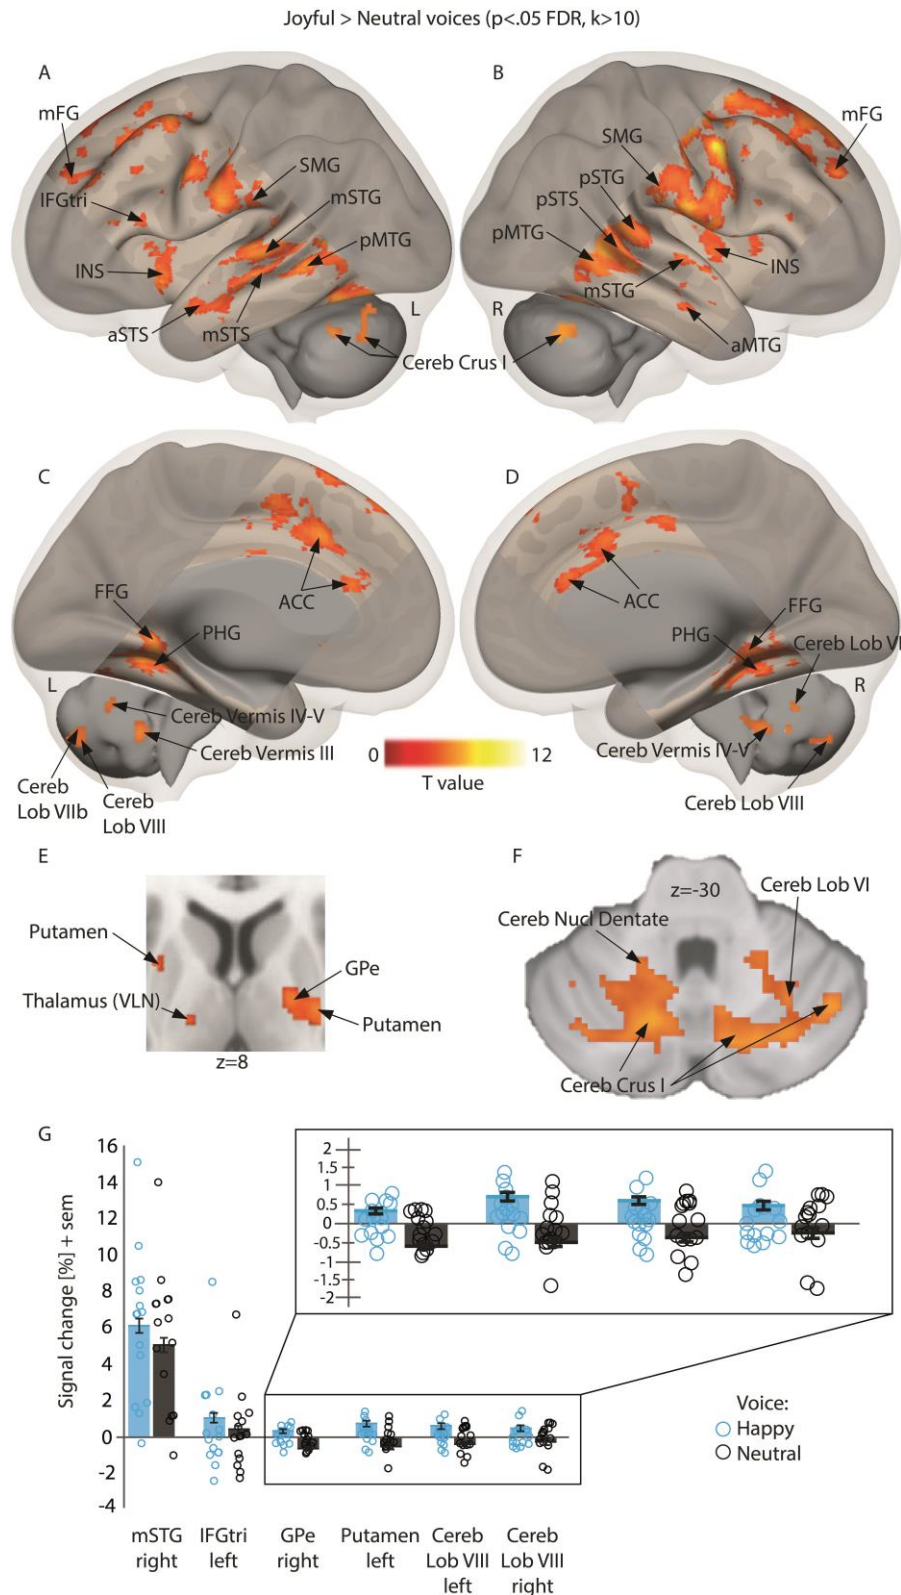 Joyful > Neutral voices (p<.05 FDR, k>10)
A
mFG
IFGtri
INS
aSTS
mSTS
SMG
mSTG
pMTG
L
B
mFG
SMG
pSTG
pSTS
pMTG
mSTG
INS
aMTG
R
Cereb Crus I
C
FFG
PHG
ACC
L
Cereb Vermis IV-V
Cereb Vermis III
Cereb
Lob VIIb
Cereb
Lob VIII
0
12
T value
D
ACC
FFG
PHG
Cereb Lob VI
R
Cereb Vermis IV-V
Cereb Lob VIII
E
Putamen
Thalamus (VLN)
GPe
Putamen
z=8
F
z=-30
Cereb Lob VI
Cereb Nucl Dentate
Cereb Crus I
G
Signal change [%] + sem
16
14
12
10
8
6
4
2
0
-2
-4
2
1.5
1
0.5
0
-0.5
-1
-1.5
-2
Voice:
Happy
Neutral
mSTG
right
IFGtri
left
GPe
right
Putamen
left
Cereb
Lob VIII
left
Cereb
Lob VIII
right